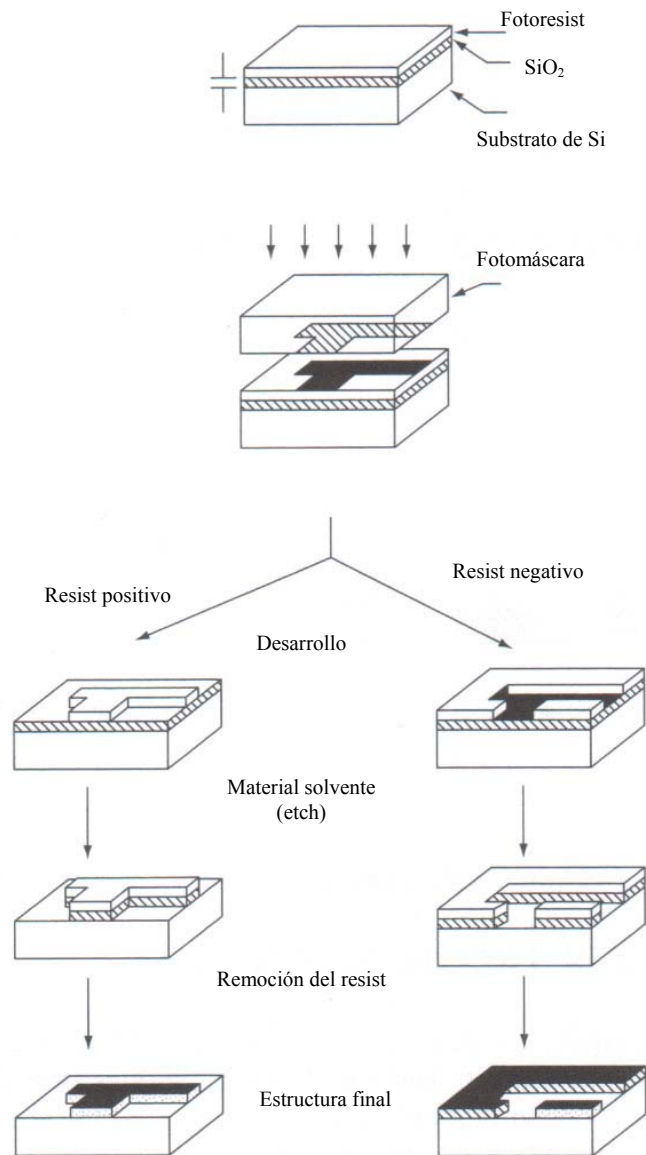 Fotoresist
SiO₂
Substrato de Si
Fotomáscara
Resist positivo
Resist negativo
Desarrollo
Material solvente
(etch)
Remoción del resist
Estructura final